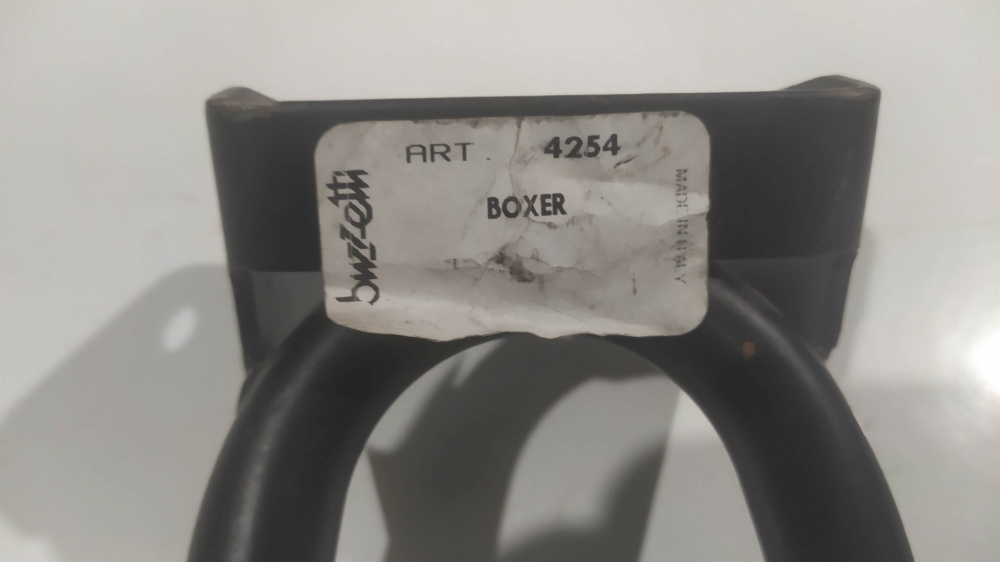 ART. 4254
BOXER
buzzetti
MADE IN ITALY